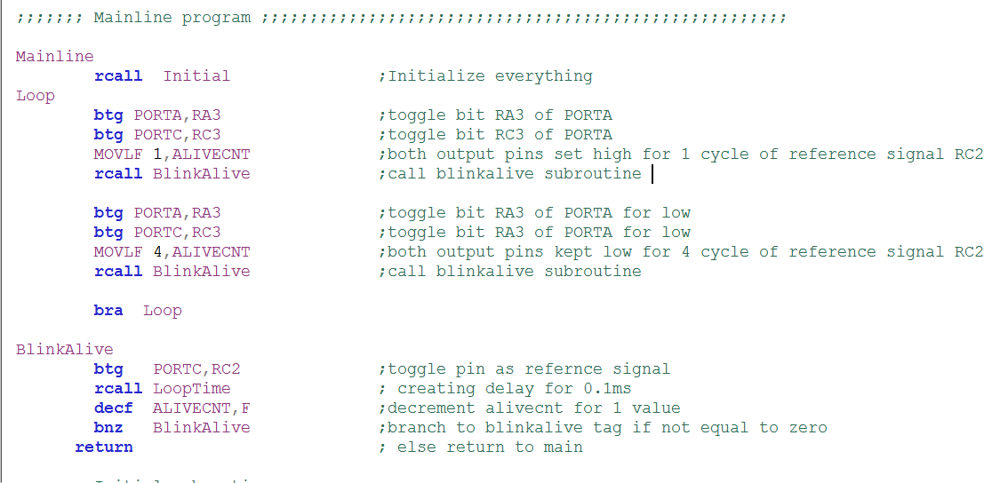 ;;;;;;; Mainline program ;;;;;;;;;;;;;;;;;;;;;;;;;;;;;;;;;;;;;;;;;;;;;;;;;;;;;;
Mainline
rcall Initial ;Initialize everything
Loop
btg PORTA,RA3 ;toggle bit RA3 of PORTA
btg PORTC,RC3 ;toggle bit RC3 of PORTA
MOVLF 1,ALIVECNT ;both output pins set high for 1 cycle of reference signal RC2
rcall BlinkAlive ;call blinkalive subroutine
btg PORTA,RA3 ;toggle bit RA3 of PORTA for low
btg PORTC,RC3 ;toggle bit RA3 of PORTA for low
MOVLF 4,ALIVECNT ;both output pins kept low for 4 cycle of reference signal RC2
rcall BlinkAlive ;call blinkalive subroutine
bra Loop
BlinkAlive
btg PORTC,RC2 ;toggle pin as refernce signal
rcall LoopTime ; creating delay for 0.1ms
decf ALIVECNT,F ;decrement alivecnt for 1 value
bnz BlinkAlive ;branch to blinkalive tag if not equal to zero
return ; else return to main